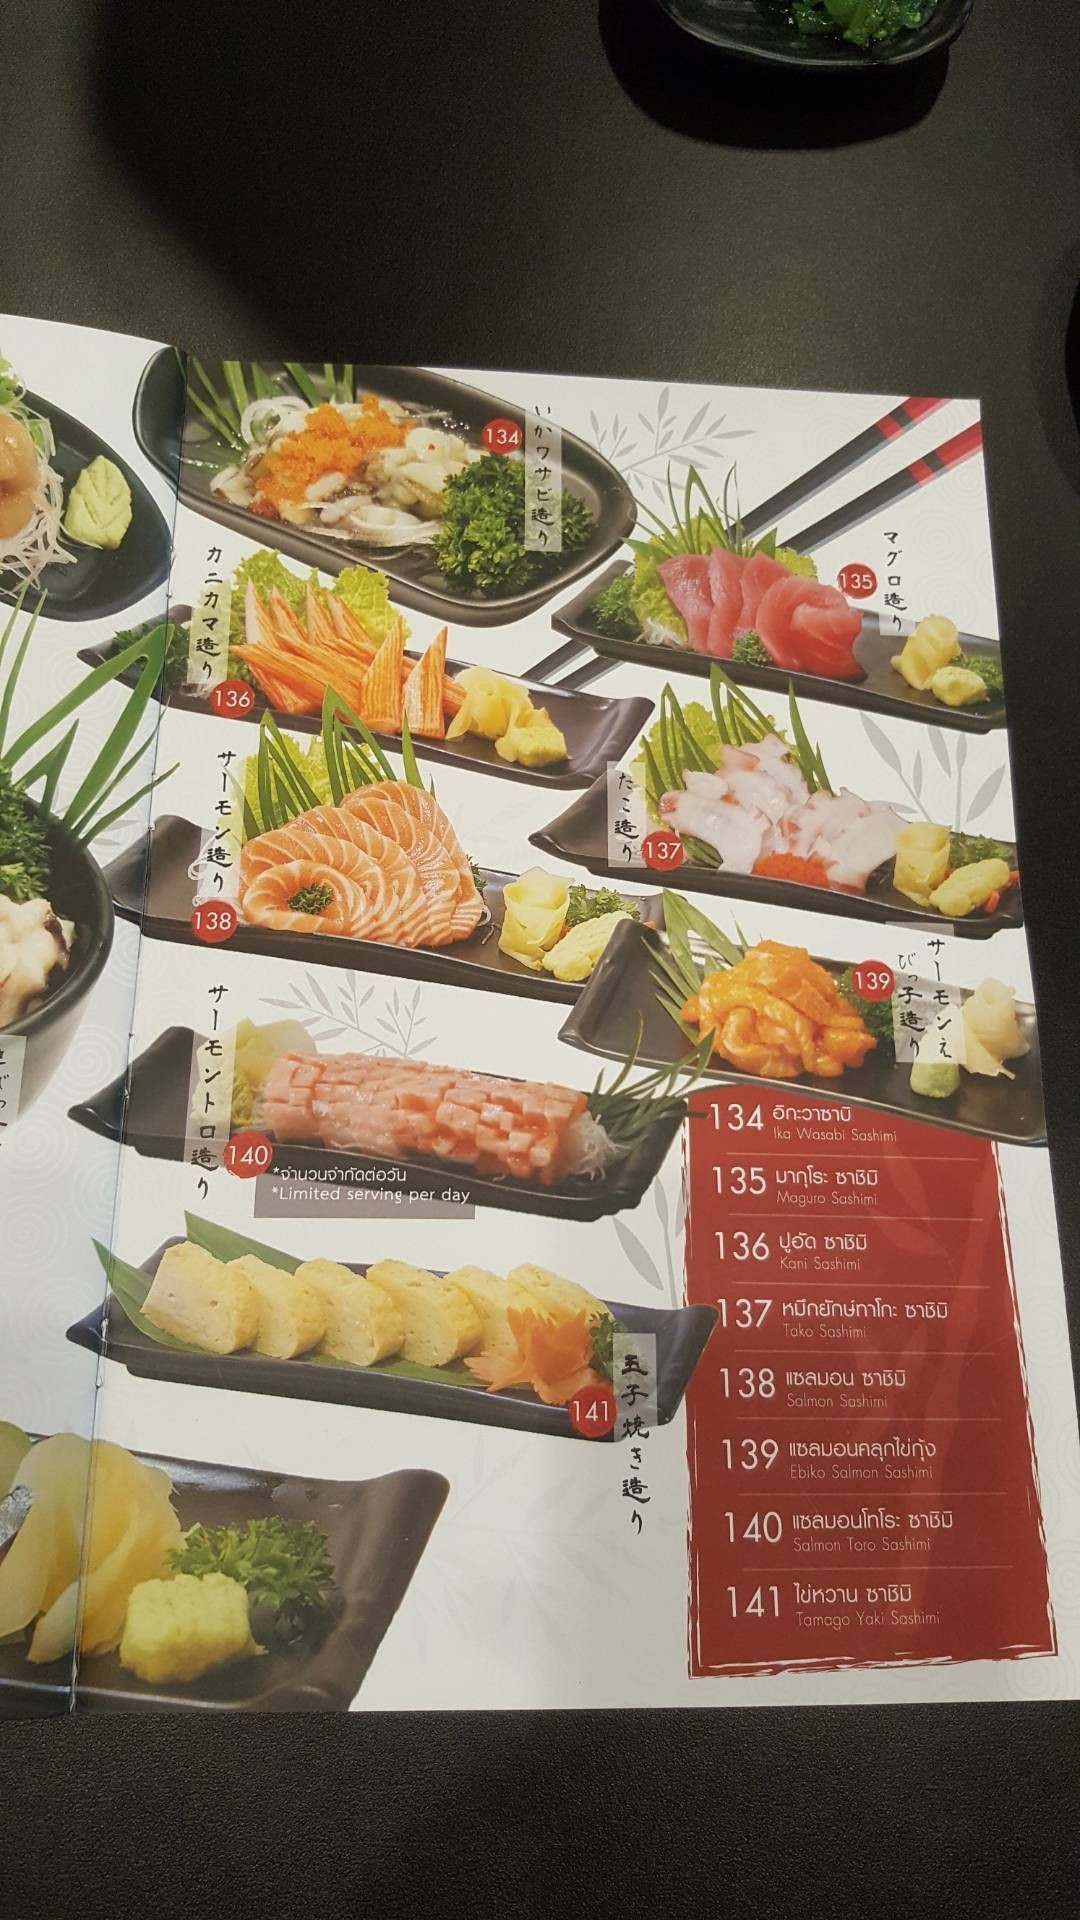 134
いかワサビ造り
135
マグロ造り
カニカマ造り
136
たこ造り
137
サーモン造り
138
139
サーモンえ
びっ子造り
サーモントロ造り
140
*จำนวนจำกัดต่อวัน
*Limited serving per day
141
玉子焼き造り
134 อิกะวาซาบิ
Ika Wasabi Sashimi
135 มากุโระ ซาชิมิ
Maguro Sashimi
136 ปูอัด ซาชิมิ
Kani Sashimi
137 หมึกยักษ์ทาโกะ ซาชิมิ
Tako Sashimi
138 แซลมอน ซาชิมิ
Salmon Sashimi
139 แซลมอนคลุกไข่กุ้ง
Ebiko Salmon Sashimi
140 แซลมอนโทโระ ซาชิมิ
Salmon Toro Sashimi
141 ไข่หวาน ซาชิมิ
Tamago Yaki Sashimi